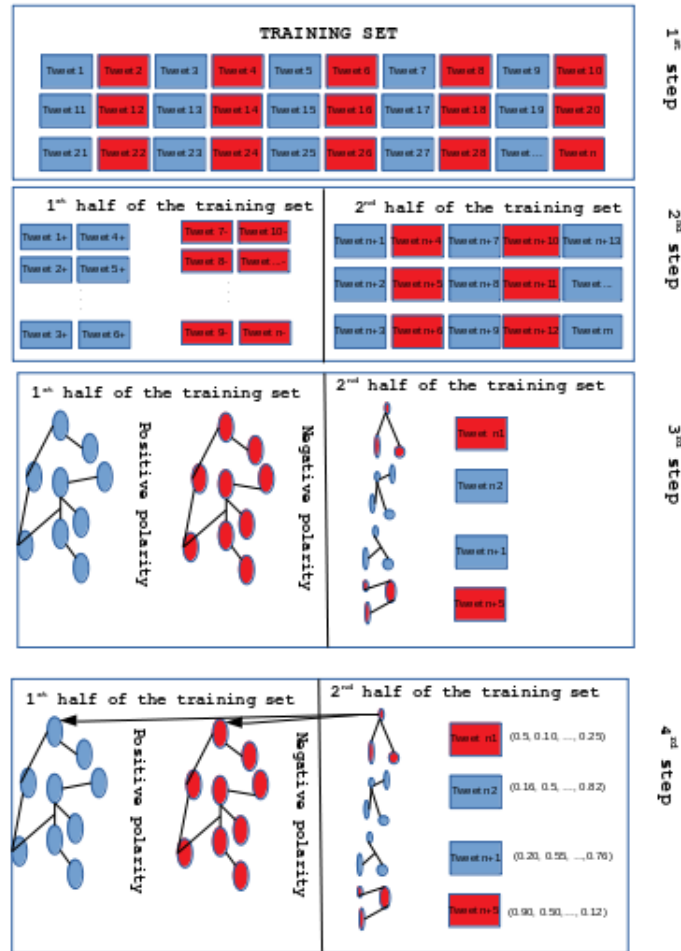 TRAINING SET
Tweet 1 Tweet 2 Tweet 3 Tweet 4 Tweet 5 Tweet 6 Tweet 7 Tweet 8 Tweet 9 Tweet 10
Tweet 11 Tweet 12 Tweet 13 Tweet 14 Tweet 15 Tweet 16 Tweet 17 Tweet 18 Tweet 19 Tweet 20
Tweet 21 Tweet 22 Tweet 23 Tweet 24 Tweet 25 Tweet 26 Tweet 27 Tweet 28 Tweet ... Tweet n
1st step
1sh half of the training set
Tweet 1+ Tweet 4+ Tweet 7- Tweet 10-
Tweet 2+ Tweet 5+ Tweet 8- Tweet ...-
Tweet 3+ Tweet 6+ Tweet 9- Tweet n-
2nd half of the training set
Tweet n+1 Tweet n+4 Tweet n+7 Tweet n+10 Tweet n+13
Tweet n+2 Tweet n+5 Tweet n+8 Tweet n+11 Tweet ...
Tweet n+3 Tweet n+6 Tweet n+9 Tweet n+12 Tweet m
2nd step
1sh half of the training set
Positive polarity
Negative polarity
2nd half of the training set
Tweet n1
Tweet n2
Tweet n+1
Tweet n+5
3rd step
1sh half of the training set
Positive polarity
Negative polarity
2nd half of the training set
Tweet n1 (0.5, 0.10, ..., 0.25)
Tweet n2 (0.16, 0.5, ..., 0.82)
Tweet n+1 (0.20, 0.55, ..., 0.76)
Tweet n+5 (0.90, 0.50, ..., 0.12)
4rd step